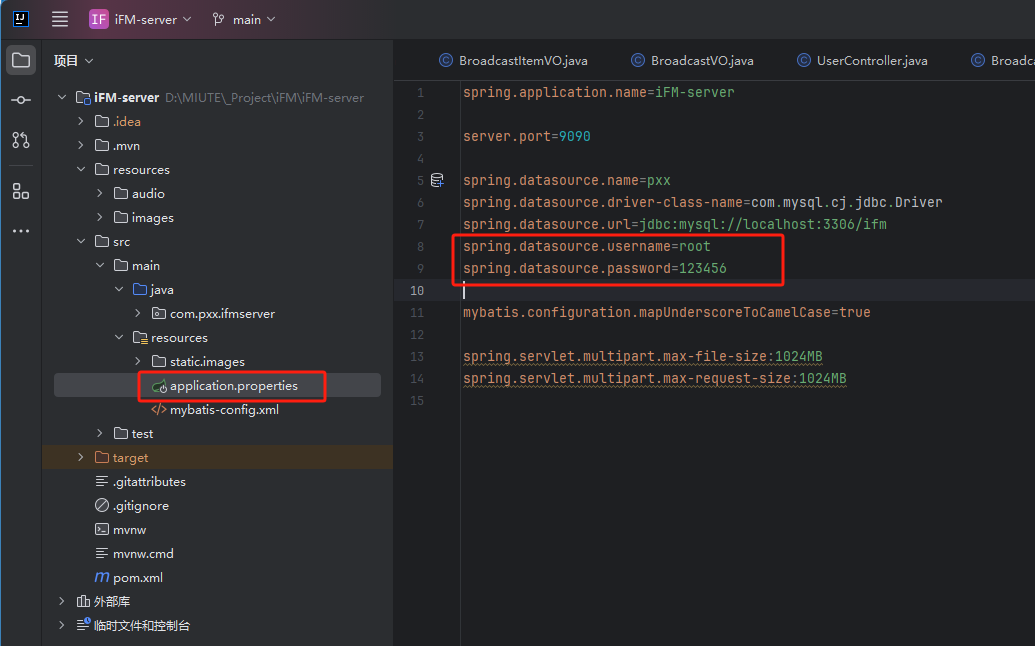 IJ
IF iFM-server main
项目
iFM-server D:\MIUTE\_Project\iFM\iFM-server
.idea
.mvn
resources
audio
images
src
main
java
com.pxx.ifmserver
resources
static.images
application.properties
</> mybatis-config.xml
test
target
.gitattributes
.gitignore
mvnw
mvnw.cmd
m pom.xml
外部库
临时文件和控制台
C BroadcastItemVO.java C BroadcastVO.java C UserController.java C Broadca
1 spring.application.name=iFM-server
2
3 server.port=9090
4
5 spring.datasource.name=pxx
6 spring.datasource.driver-class-name=com.mysql.cj.jdbc.Driver
7 spring.datasource.url=jdbc:mysql://localhost:3306/ifm
8 spring.datasource.username=root
9 spring.datasource.password=123456
10
11 mybatis.configuration.mapUnderscoreToCamelCase=true
12
13 spring.servlet.multipart.max-file-size:1024MB
14 spring.servlet.multipart.max-request-size:1024MB
15